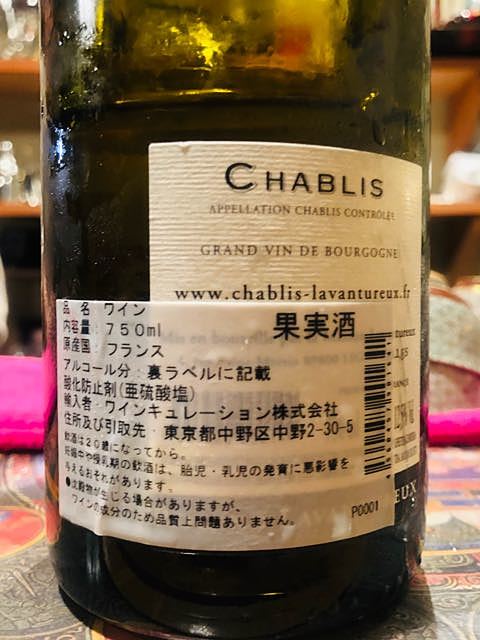 CHABLIS
APPELLATION CHABLIS CONTRÔLÉE
GRAND VIN DE BOURGOGNE
www.chablis-lavantureux.fr
品 名：ワイン
果実酒
内容量：750ml
原産国：フランス
アルコール分：裏ラベルに記載
酸化防止剤(亜硫酸塩)
輸入者：ワインキュレーション株式会社
住所及び引取先：東京都中野区中野2-30-5
飲酒は20歳になってから。
妊娠中や授乳期の飲酒は、胎児・乳児の発育に悪影響を
与えるおそれがあります。
●沈殿物が生じる場合がありますが、
ワインの成分のため品質上問題ありません。
P0001